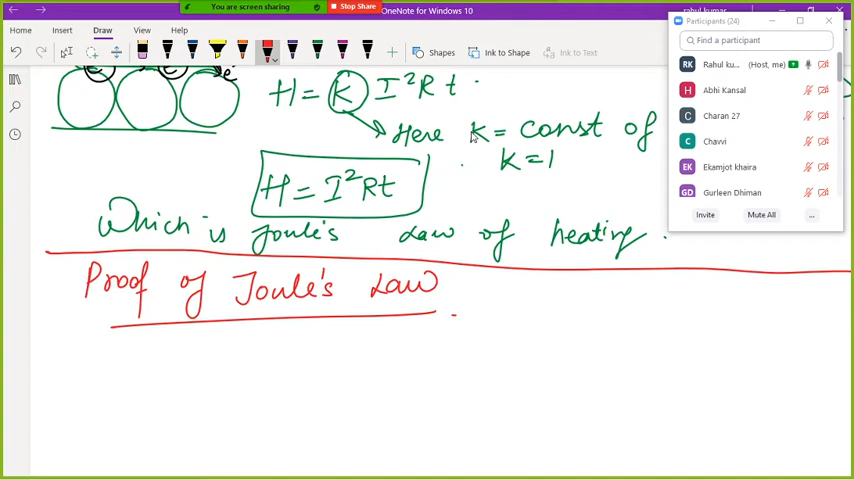 You are screen sharing
Stop Share
OneNote for Windows 10
Home Insert Draw View Help
Shapes Ink to Shape Ink to Text
Participants (24)
Find a participant
RK Rahul ku... (Host, me)
A Abhi Kansal
C Charan 27
C Chavvi
EK Ekamjot khaira
GD Gurleen Dhiman
Invite Mute All ...
H = K I²Rt
Here K = const of
K = 1
H = I²Rt
Which is Joule's Law of heating.
Proof of Joule's Law